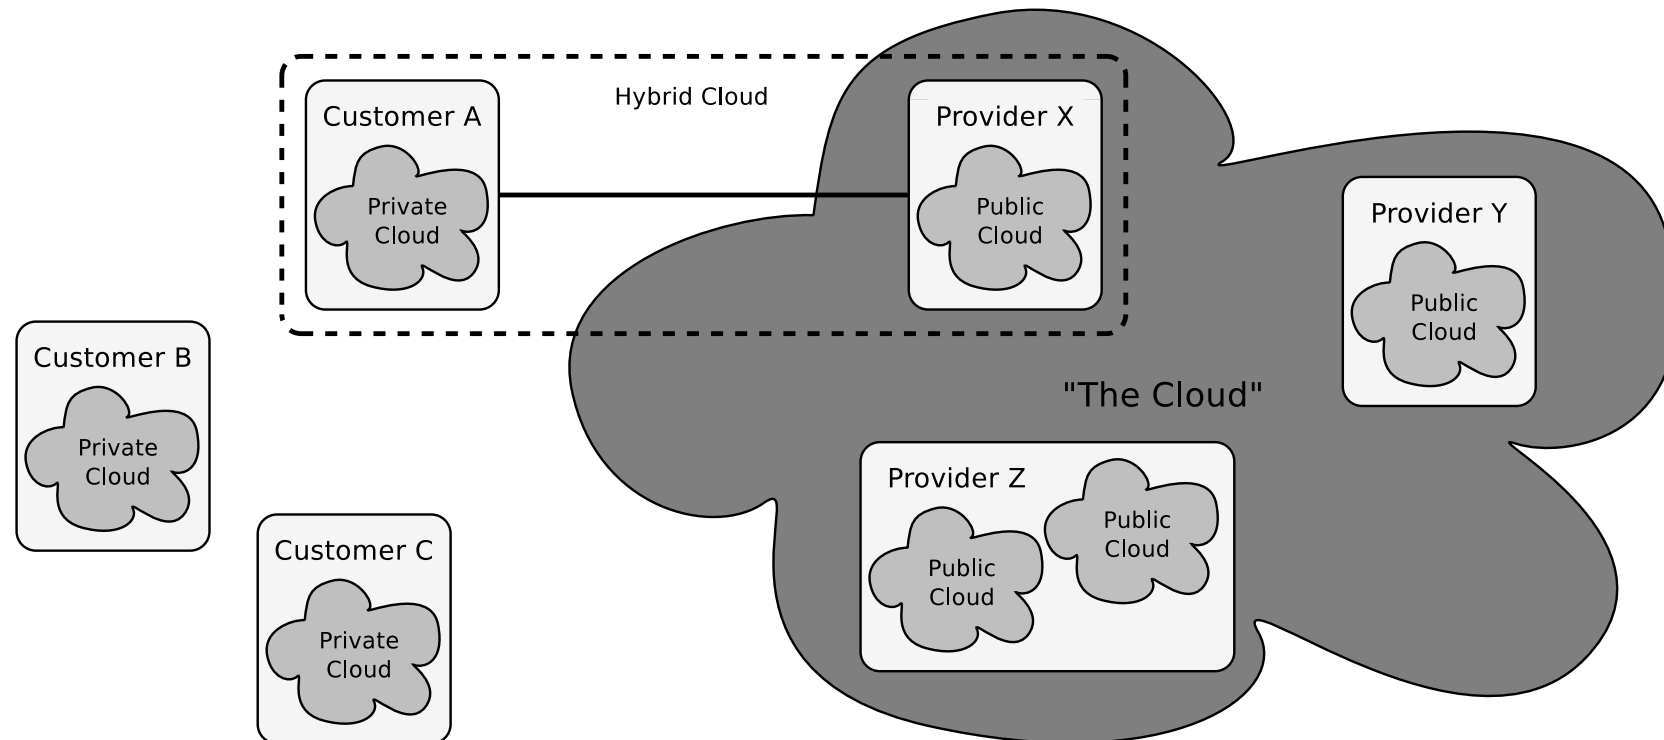 Hybrid Cloud
Customer A
Private
Cloud
Provider X
Public
Cloud
Provider Y
Public
Cloud
Customer B
Private
Cloud
"The Cloud"
Provider Z
Public
Cloud
Public
Cloud
Customer C
Private
Cloud